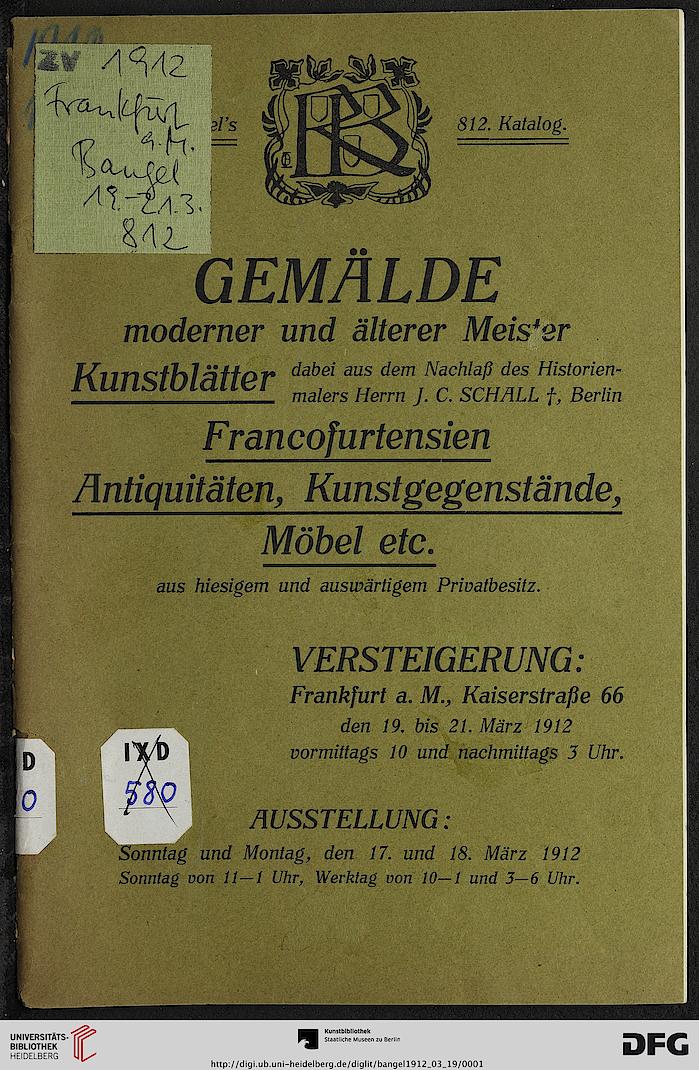 ZV 1912
Frankfurt
a.M.
Bangel
19.-21.3.
812
el's
812. Katalog.
GEMÄLDE
moderner und älterer Meister
Kunstblätter dabei aus dem Nachlaß des Historien-
malers Herrn J. C. SCHALL †, Berlin
Francofurtensien
Antiquitäten, Kunstgegenstände,
Möbel etc.
aus hiesigem und auswärtigem Privatbesitz.
VERSTEIGERUNG:
Frankfurt a. M., Kaiserstraße 66
den 19. bis 21. März 1912
vormittags 10 und nachmittags 3 Uhr.
D
0
IXD
580
AUSSTELLUNG:
Sonntag und Montag, den 17. und 18. März 1912
Sonntag von 11—1 Uhr, Werktag von 10—1 und 3—6 Uhr.
UNIVERSITÄTS-
BIBLIOTHEK
HEIDELBERG
Kunstbibliothek
Staatliche Museen zu Berlin
DFG
http://digi.ub.uni-heidelberg.de/diglit/bangel1912_03_19/0001